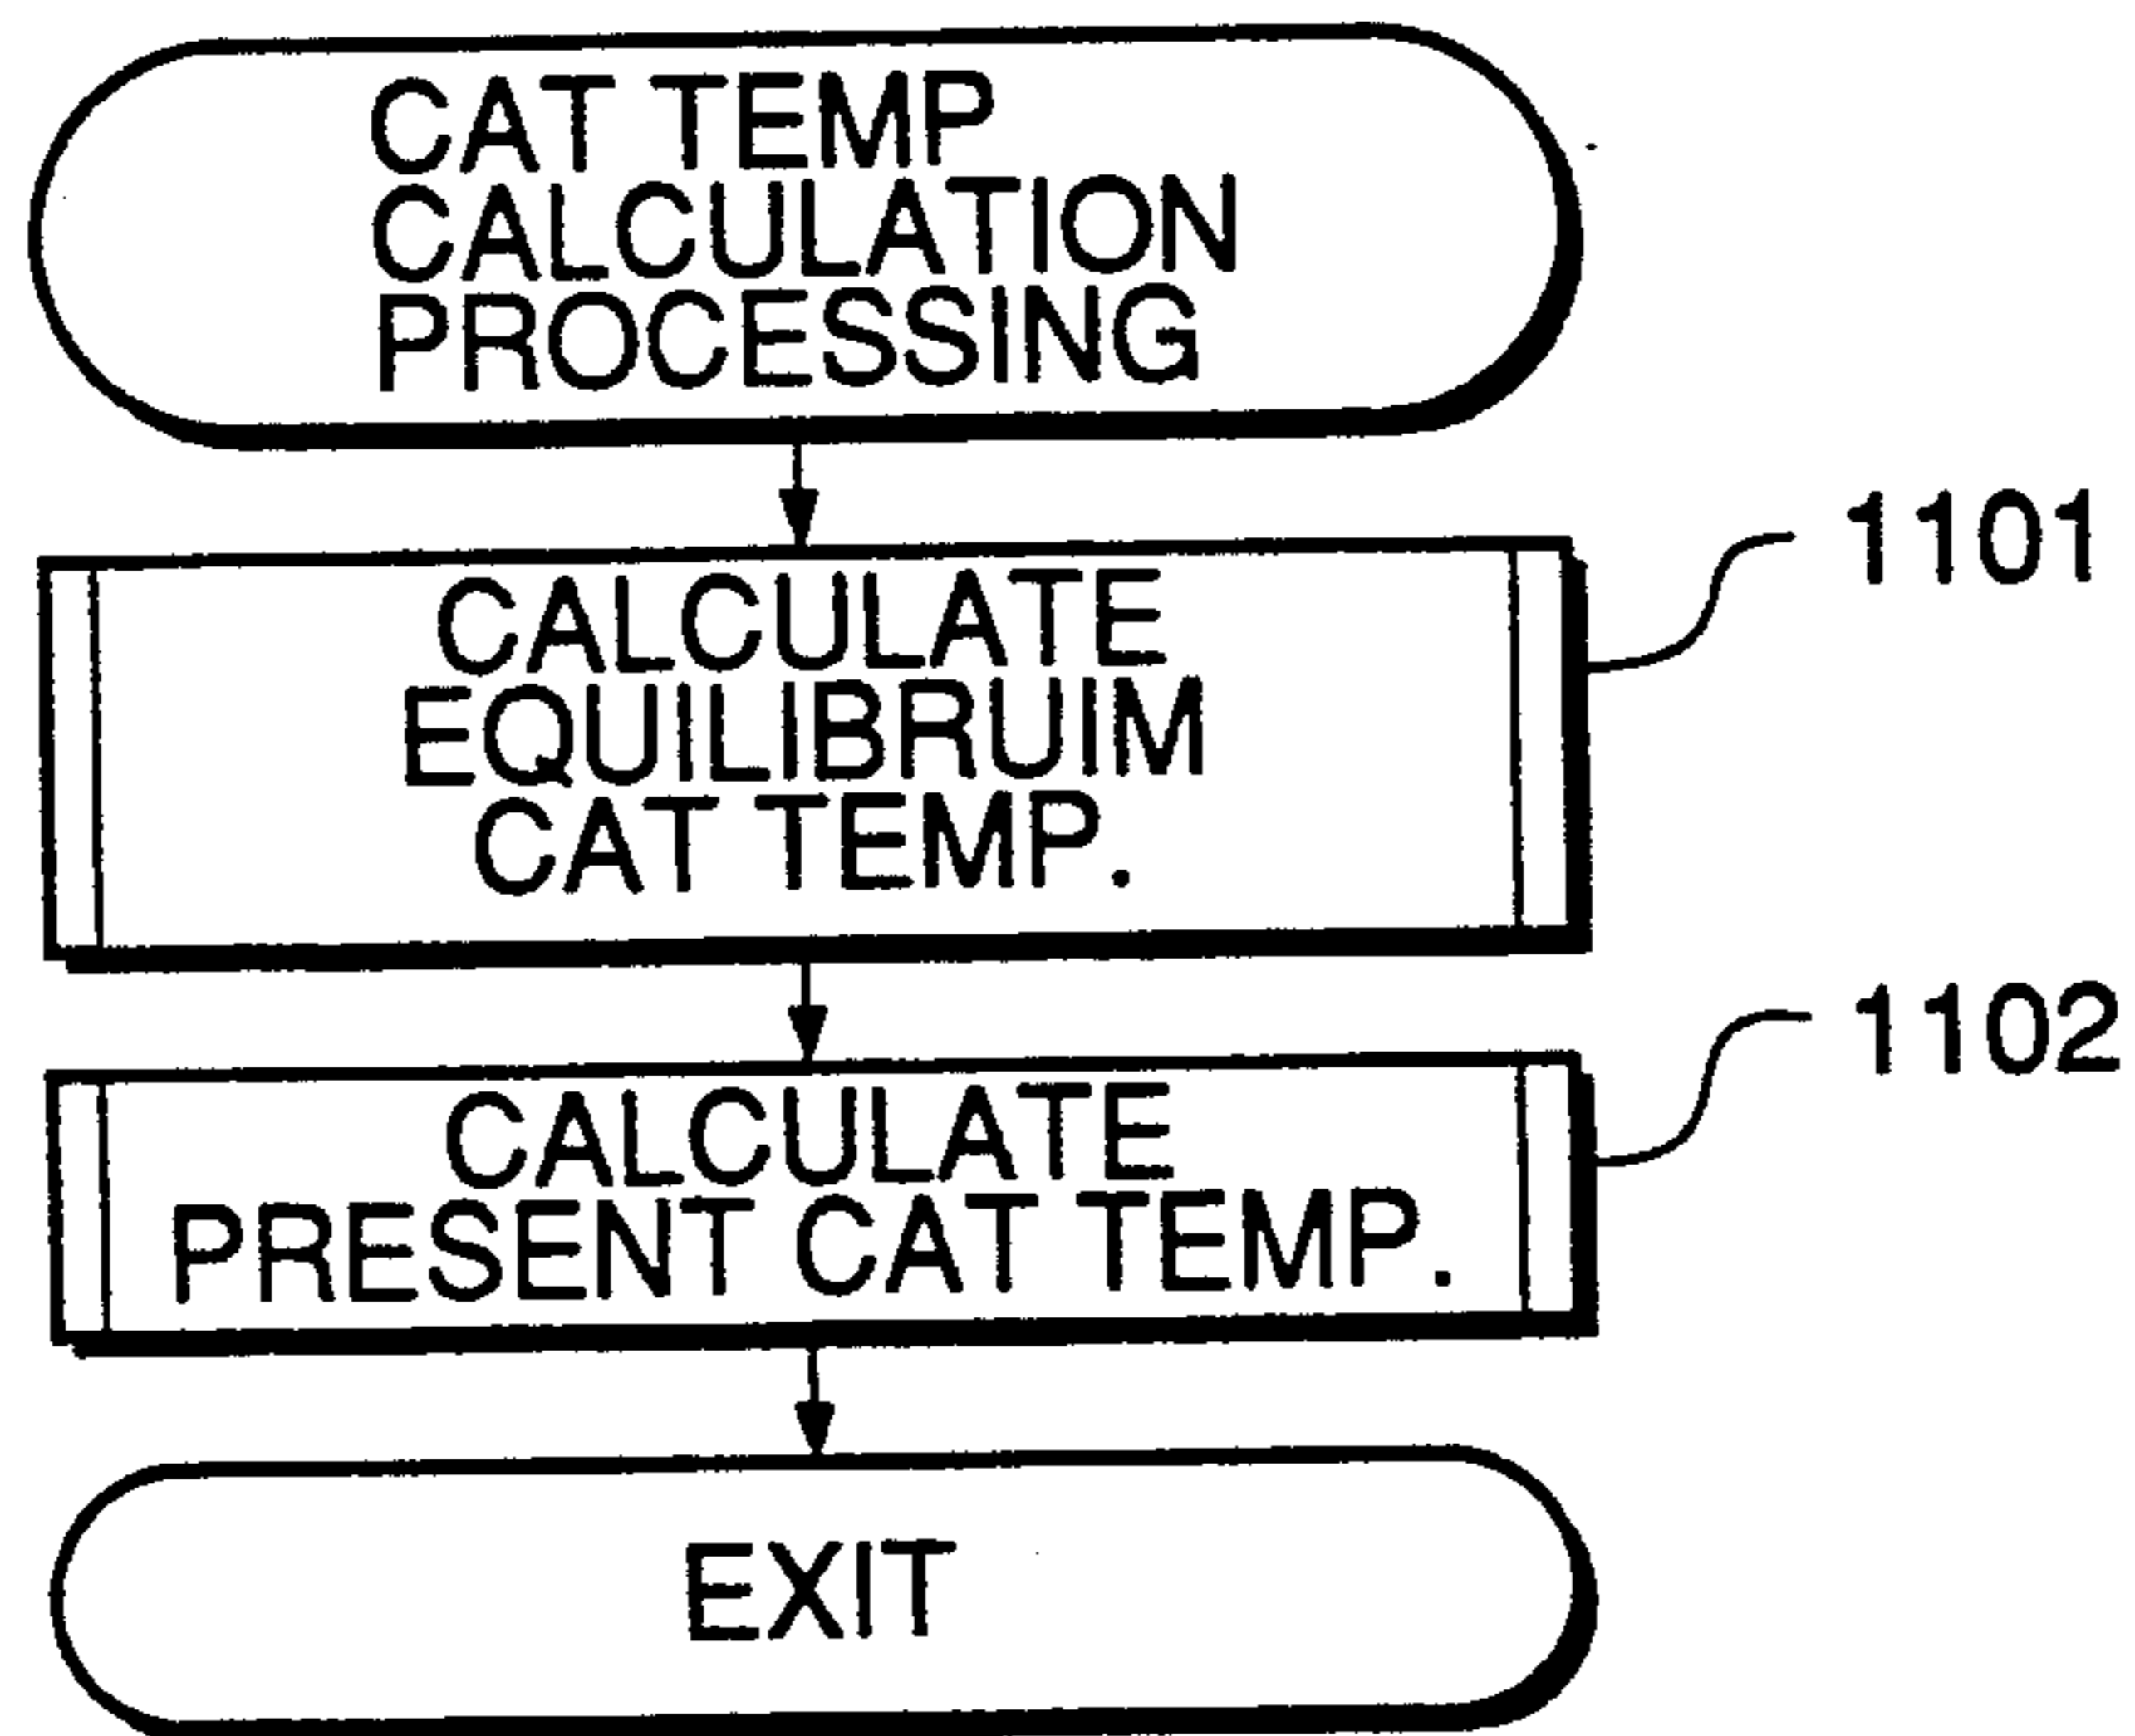 CAT TEMP
CALCULATION
PROCESSING
1101
CALCULATE
EQUILIBRUIM
CAT TEMP.
1102
CALCULATE
PRESENT CAT TEMP.
EXIT